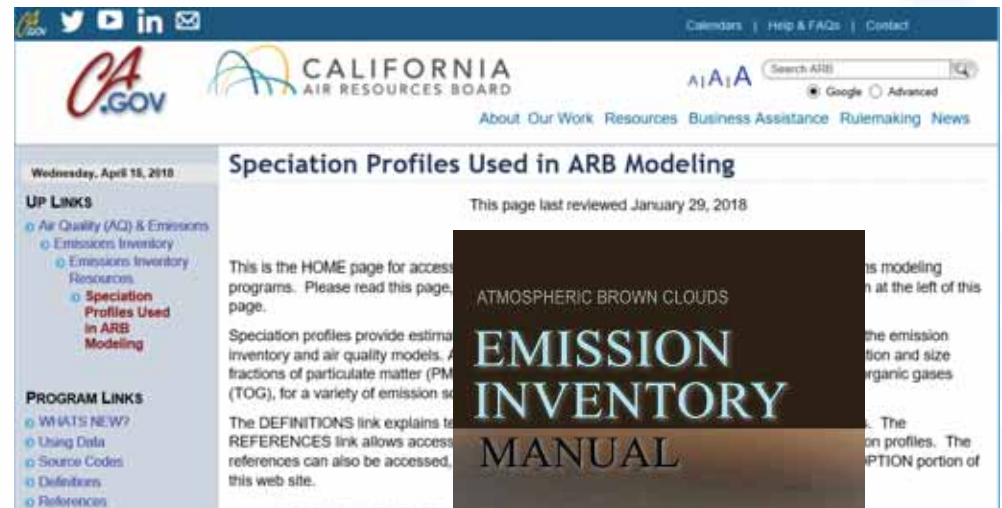 CA.GOV
Calendars | Help & FAQs | Contact
CA.GOV
CALIFORNIA
AIR RESOURCES BOARD
A | A | A
Search ARB
Google Advanced
About Our Work Resources Business Assistance Rulemaking News
Wednesday, April 18, 2018
UP LINKS
Air Quality (AQ) & Emissions
Emissions Inventory
Emissions Inventory
Resources
Speciation
Profiles Used
in ARB
Modeling
PROGRAM LINKS
WHATS NEW?
Using Data
Source Codes
Definitions
References
Speciation Profiles Used in ARB Modeling
This page last reviewed January 29, 2018
This is the HOME page for access
modeling
programs. Please read this page,
at the left of this
page.
Speciation profiles provide estima
the emission
inventory and air quality models. A
tion and size
fractions of particulate matter (PM
organic gases
(TOG), for a variety of emission s
The DEFINITIONS link explains te
. The
REFERENCES link allows access
on profiles. The
references can also be accessed,
PTION portion of
this web site.
ATMOSPHERIC BROWN CLOUDS
EMISSION
INVENTORY
MANUAL